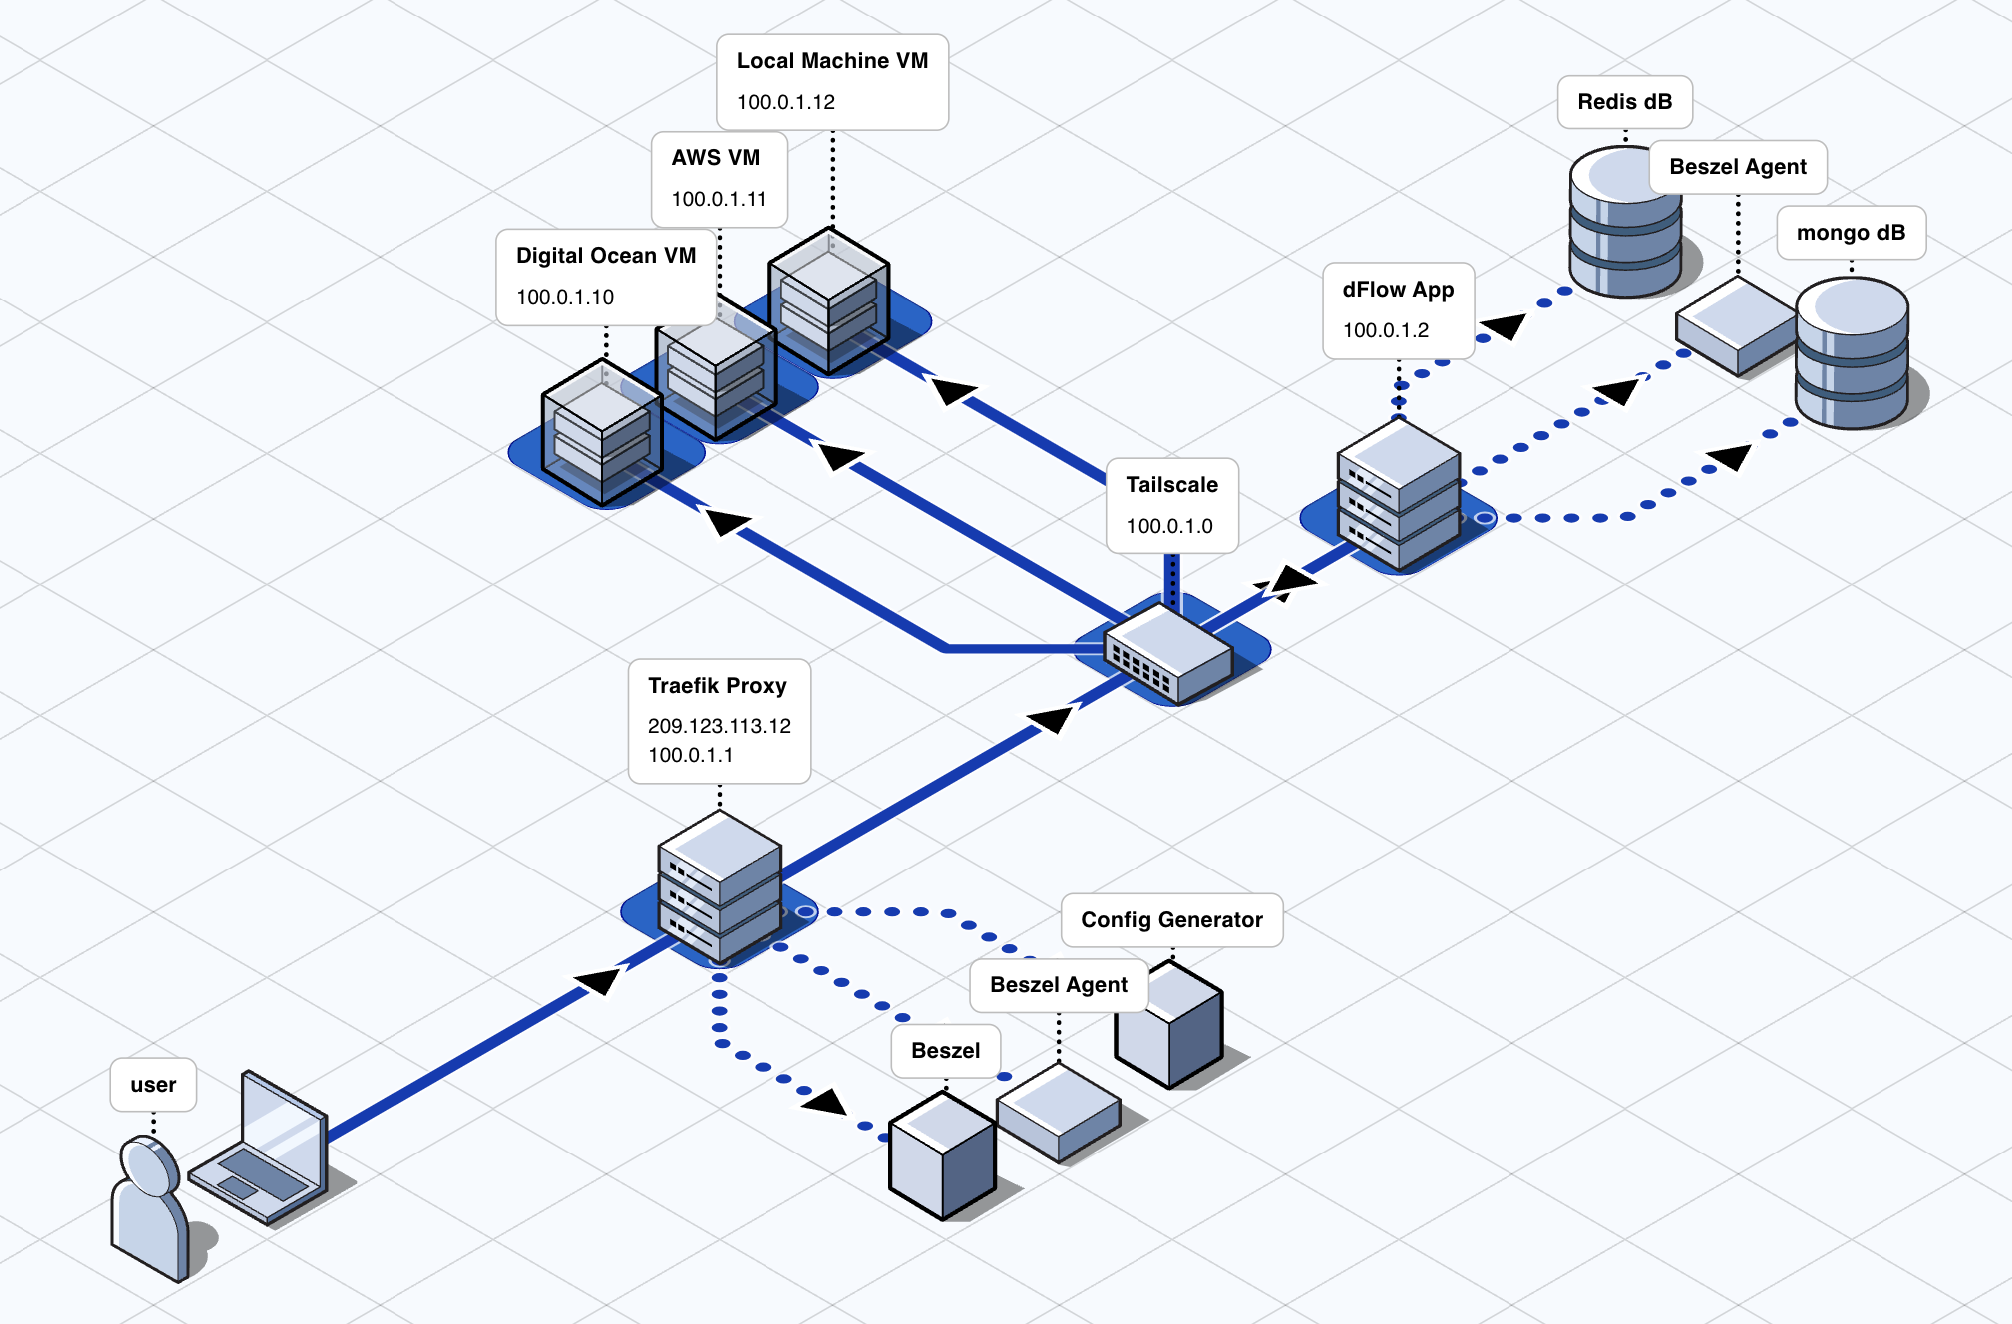 Local Machine VM
100.0.1.12
AWS VM
100.0.1.11
Digital Ocean VM
100.0.1.10
Redis dB
Beszel Agent
mongo dB
dFlow App
100.0.1.2
Tailscale
100.0.1.0
Traefik Proxy
209.123.113.12
100.0.1.1
Config Generator
Beszel Agent
Beszel
user